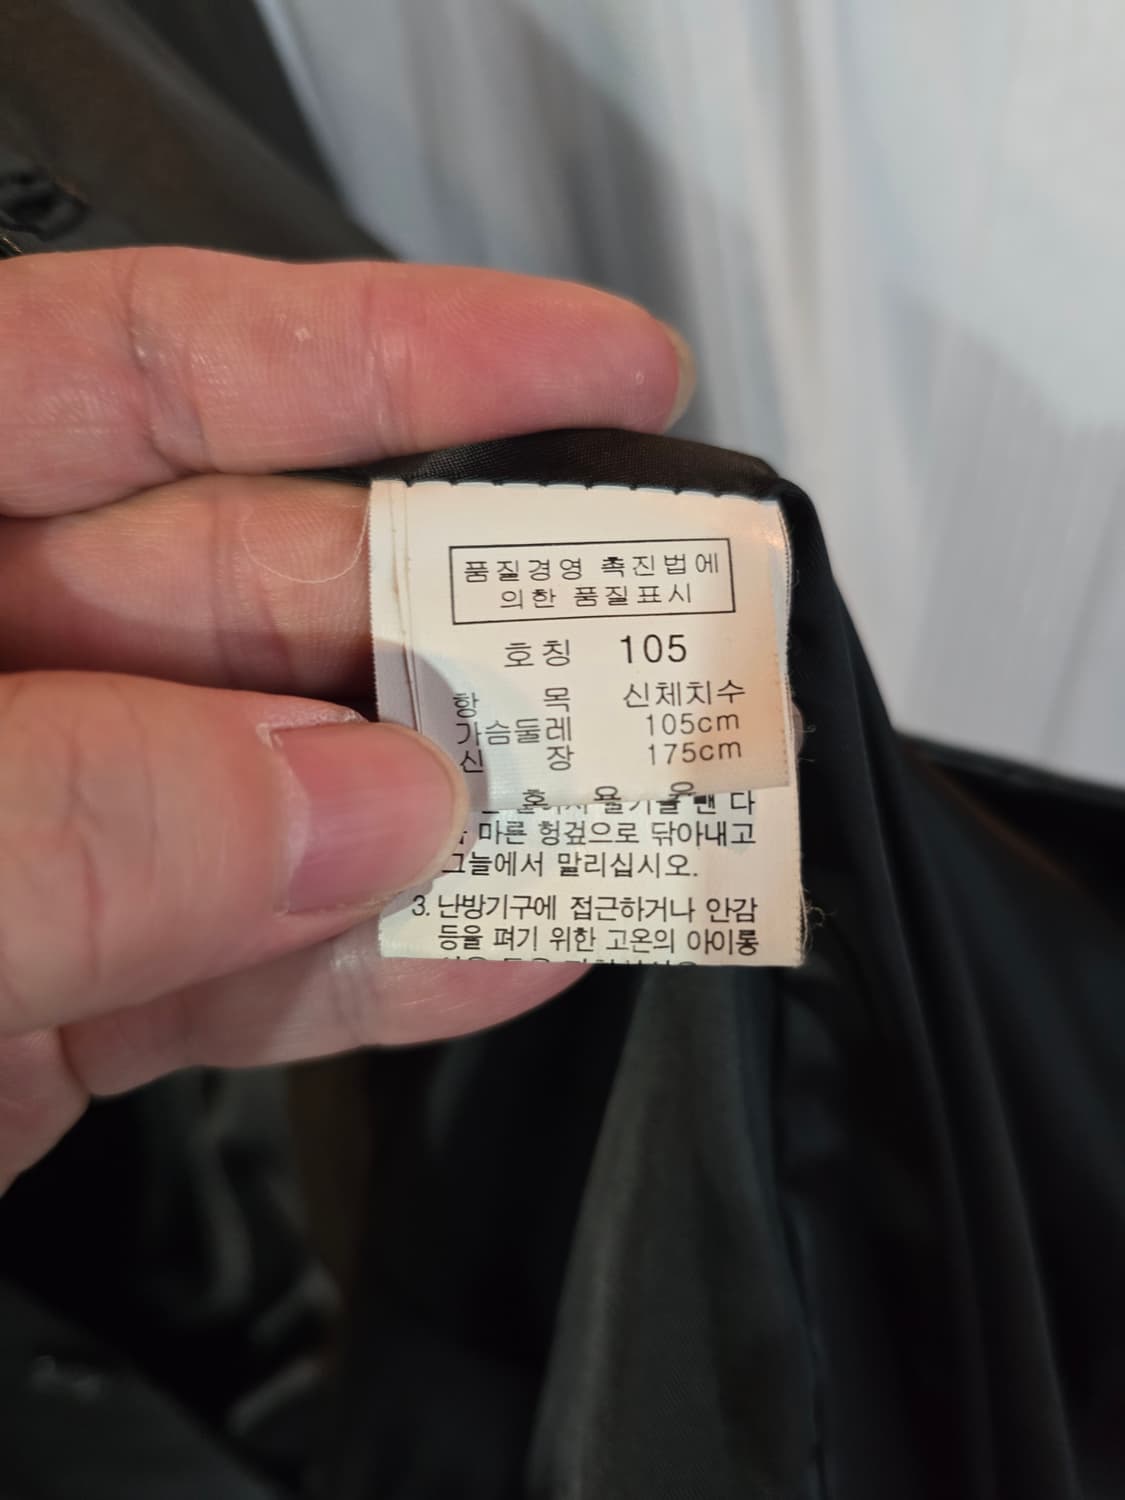 품질경영 촉진법에
의한 품질표시
호칭 105
항 목 신체치수
가슴둘레 105cm
신 장 175cm
혼 용 율
마른 헝겊으로 닦아내고
그늘에서 말리십시오.
3. 난방기구에 접근하거나 안감
등을 펴기 위한 고온의 아이롱